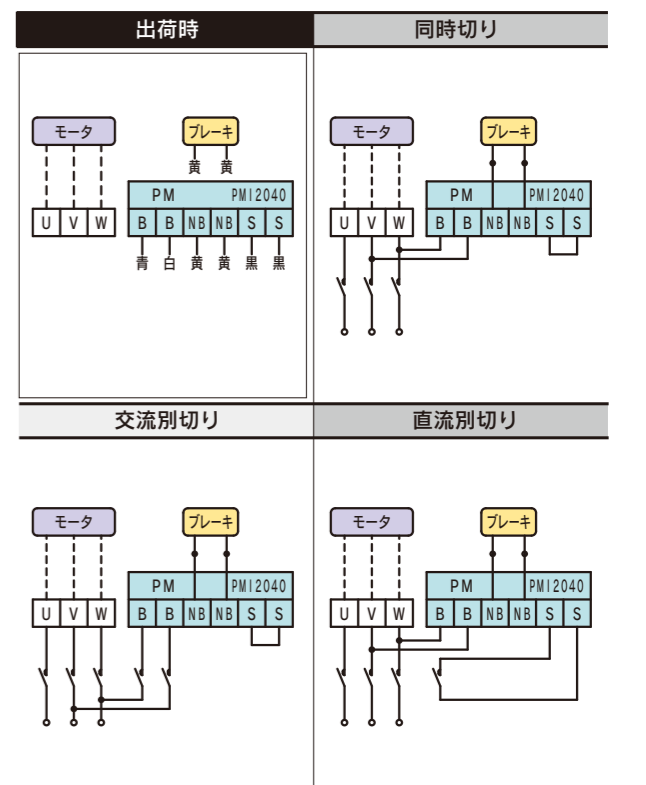 出荷時
モータ
ブレーキ
黄 黄
PM PMI2040
U V W B B NB NB S S
青 白 黄 黄 黒 黒
同時切り
モータ
ブレーキ
PM PMI2040
U V W B B NB NB S S
交流別切り
モータ
ブレーキ
PM PMI2040
U V W B B NB NB S S
直流別切り
モータ
ブレーキ
PM PMI2040
U V W B B NB NB S S